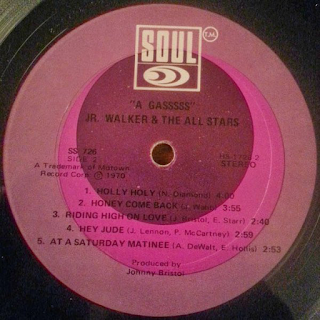 SOUL T.M.
"A GASSSSS"
JR. WALKER & THE ALL STARS
SS 726
SIDE 2
STEREO
A Trademark of Motown
Record Corp. Ⓟ 1970
1. HOLLY HOLY (N. Diamond) 4:00
2. HONEY COME BACK (J. Webb) 3:55
3. RIDING HIGH ON LOVE (J. Bristol, E. Starr) 2:40
4. HEY JUDE (J. Lennon, P. McCartney) 2:59
5. AT A SATURDAY MATINEE (A. DeWalt, E. Hollis) 2:53
Produced by
Johnny Bristol